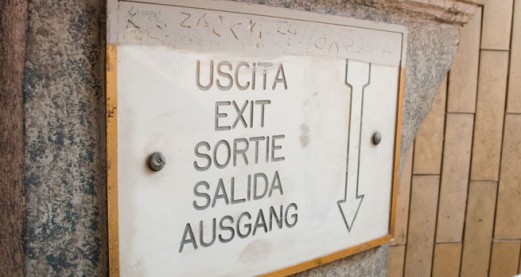 USCiTA
EXIT
SORTIE
SALIDA
AUSGANG